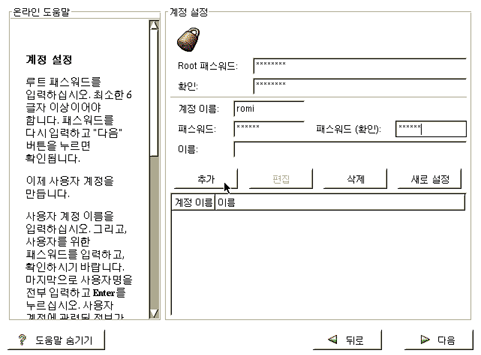 온라인 도움말
계정 설정
루트 패스워드를
입력하십시오. 최소한 6
글자 이상이어야
합니다. 패스워드를
다시 입력하고 "다음"
버튼을 누르면
확인됩니다.
이제 사용자 계정을
만듭니다.
사용자 계정 이름을
입력하십시오. 그리고,
사용자를 위한
패스워드를 입력하고,
확인하시기 바랍니다.
마지막으로 사용자명을
전부 입력하고 Enter를
누르십시오. 사용자
계정에 관련된 정보가
도움말 숨기기
계정 설정
Root 패스워드: ********
확인: ********
계정 이름: romi
패스워드: ****** 패스워드 (확인): ******
이름:
추가 편집 삭제 새로 설정
계정 이름 이름
뒤로 다음